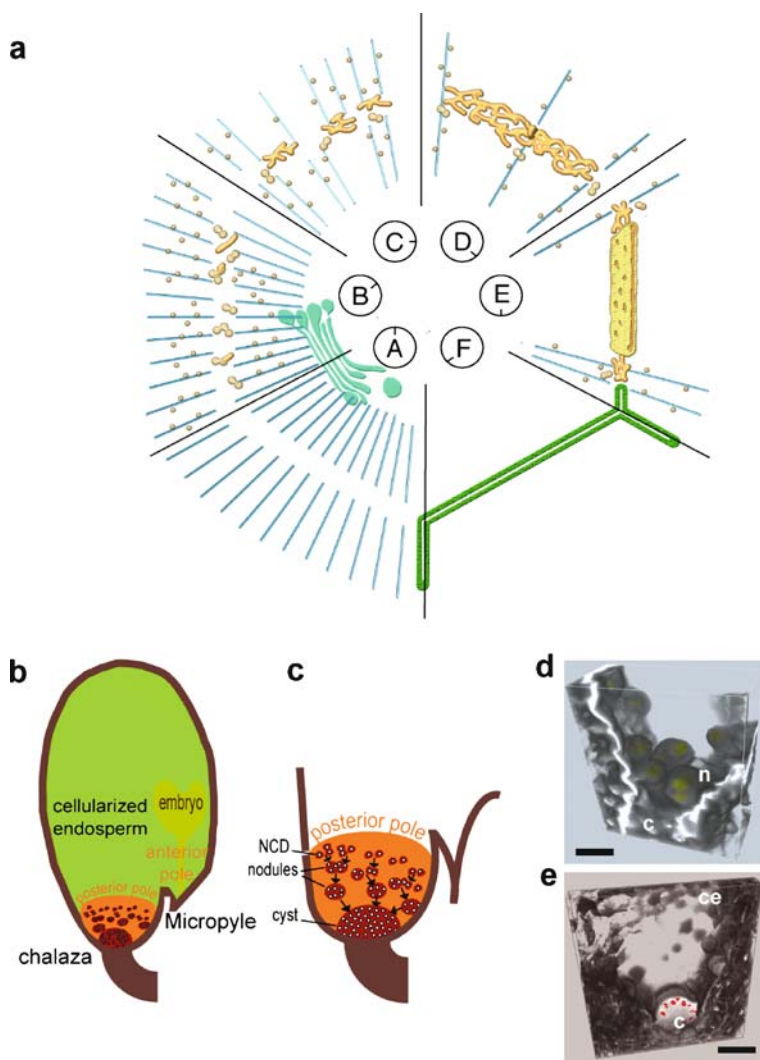 a
C
D
B
E
A
F
b
c
d
cellularized
endosperm
embryo
anterior
pole
posterior pole
Micropyle
chalaza
posterior pole
NCD
nodules
cyst
n
c
e
ce
c